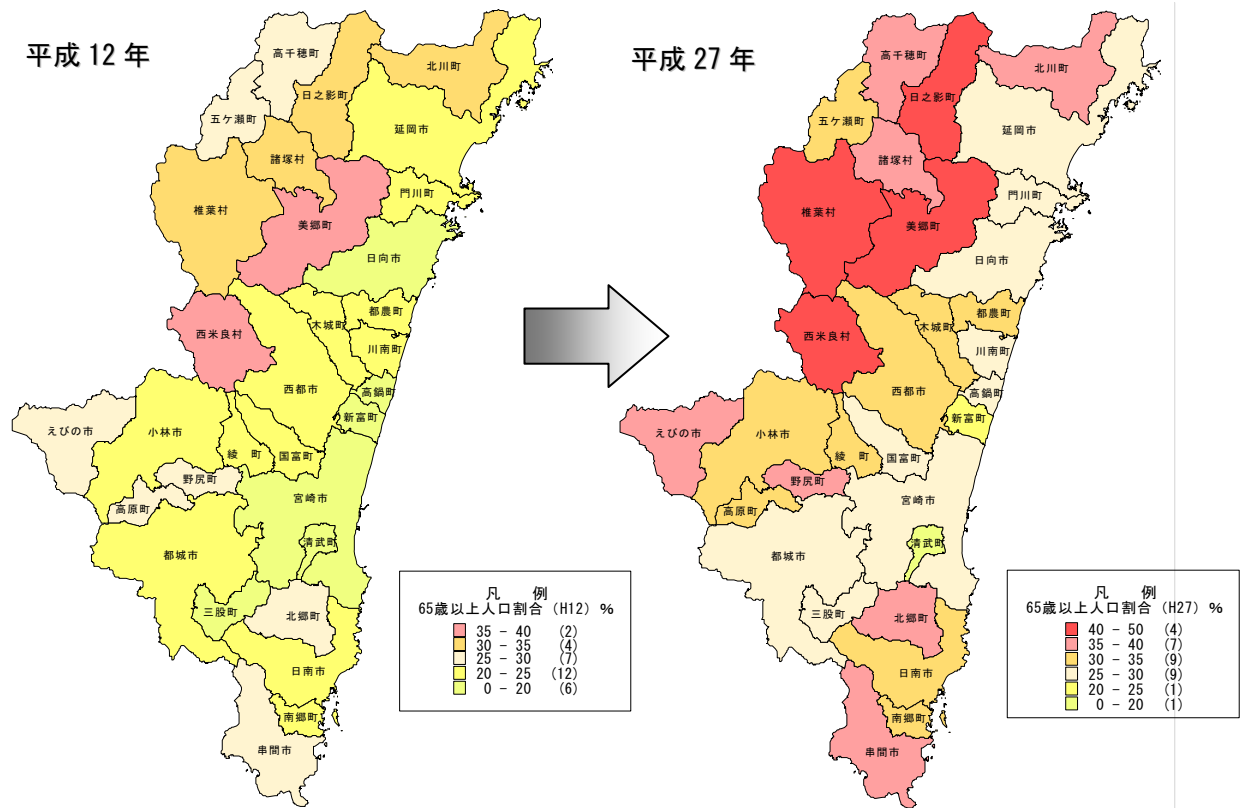 平成 12 年
高千穂町
北川町
日之影町
五ケ瀬町
延岡市
諸塚村
門川町
椎葉村
美郷町
日向市
都農町
木城町
西米良村
川南町
西都市
高鍋町
新富町
えびの市
小林市
綾 町
国富町
野尻町
宮崎市
高原町
清武町
都城市
三股町
北郷町
日南市
南郷町
串間市
凡 例
65歳以上人口割合 (H12) %
35 - 40 (2)
30 - 35 (4)
25 - 30 (7)
20 - 25 (12)
0 - 20 (6)
平成 27 年
高千穂町
北川町
日之影町
五ケ瀬町
延岡市
諸塚村
門川町
椎葉村
美郷町
日向市
都農町
木城町
西米良村
川南町
西都市
高鍋町
新富町
えびの市
小林市
綾 町
国富町
野尻町
宮崎市
高原町
清武町
都城市
三股町
北郷町
日南市
南郷町
串間市
凡 例
65歳以上人口割合 (H27) %
40 - 50 (4)
35 - 40 (7)
30 - 35 (9)
25 - 30 (9)
20 - 25 (1)
0 - 20 (1)